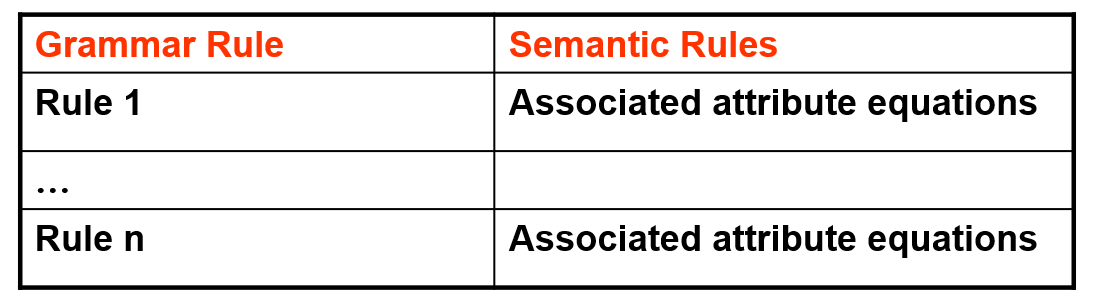 Grammar Rule Semantic Rules
Rule 1 Associated attribute equations
…
Rule n Associated attribute equations